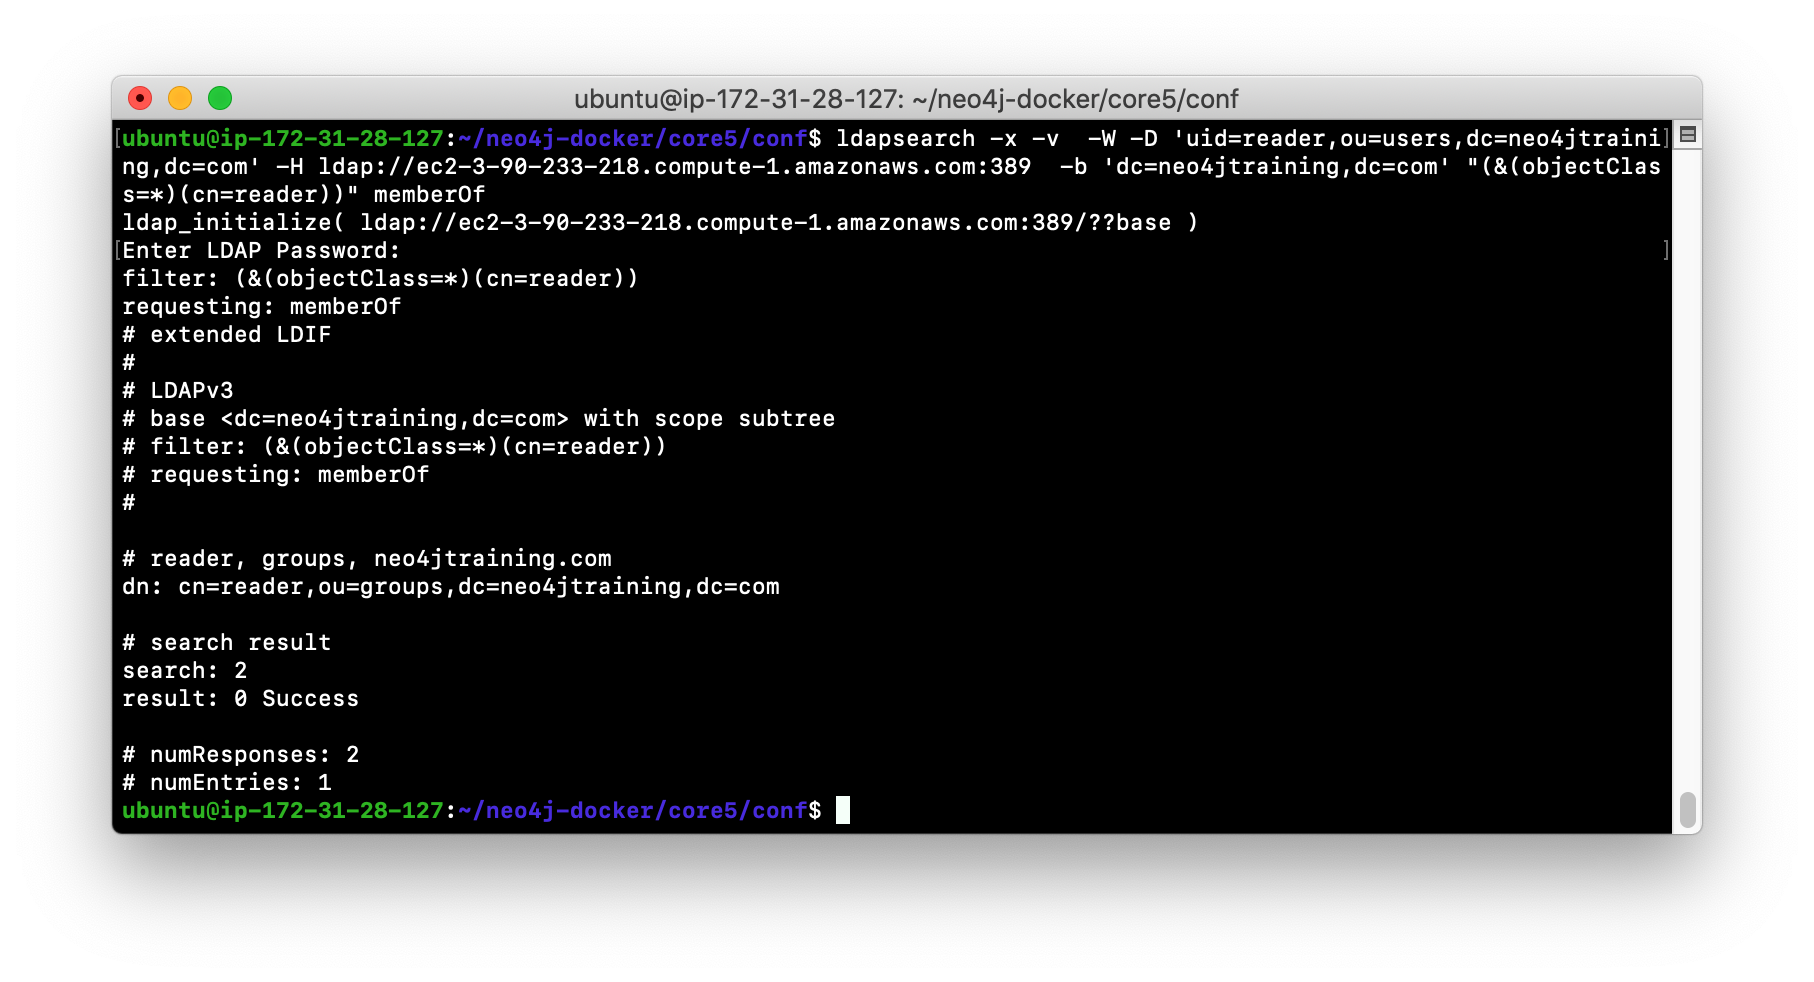 ubuntu@ip-172-31-28-127: ~/neo4j-docker/core5/conf
[ubuntu@ip-172-31-28-127:~/neo4j-docker/core5/conf$ ldapsearch -x -v  -W -D 'uid=reader,ou=users,dc=neo4jtraini]
ng,dc=com' -H ldap://ec2-3-90-233-218.compute-1.amazonaws.com:389  -b 'dc=neo4jtraining,dc=com' "(&(objectClas
s=*)(cn=reader))" memberOf
ldap_initialize( ldap://ec2-3-90-233-218.compute-1.amazonaws.com:389/??base )
[Enter LDAP Password: ]
filter: (&(objectClass=*)(cn=reader))
requesting: memberOf
# extended LDIF
#
# LDAPv3
# base <dc=neo4jtraining,dc=com> with scope subtree
# filter: (&(objectClass=*)(cn=reader))
# requesting: memberOf
#
# reader, groups, neo4jtraining.com
dn: cn=reader,ou=groups,dc=neo4jtraining,dc=com
# search result
search: 2
result: 0 Success
# numResponses: 2
# numEntries: 1
ubuntu@ip-172-31-28-127:~/neo4j-docker/core5/conf$